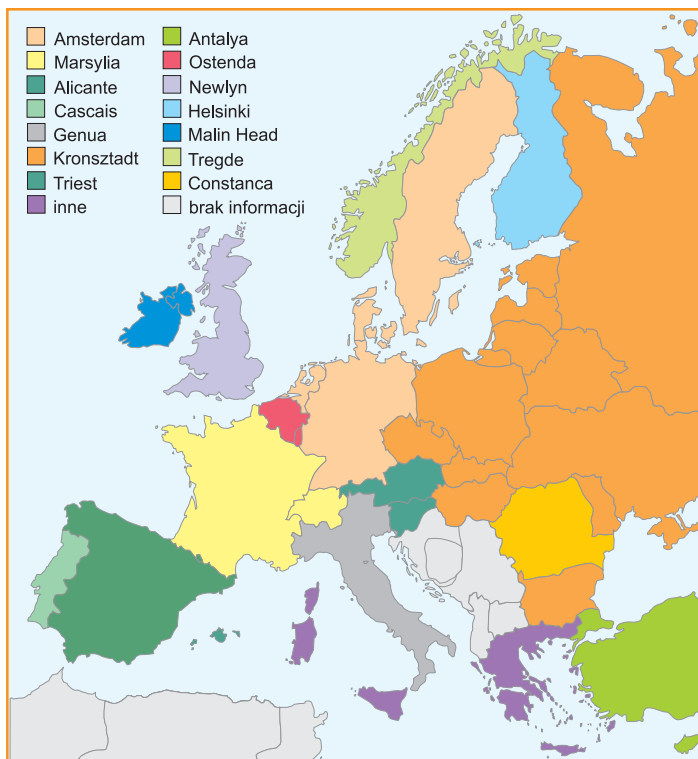 Amsterdam
Marsylia
Alicante
Cascais
Genua
Kronsztadt
Triest
inne
Antalya
Ostenda
Newlyn
Helsinki
Malin Head
Tregde
Constanca
brak informacji